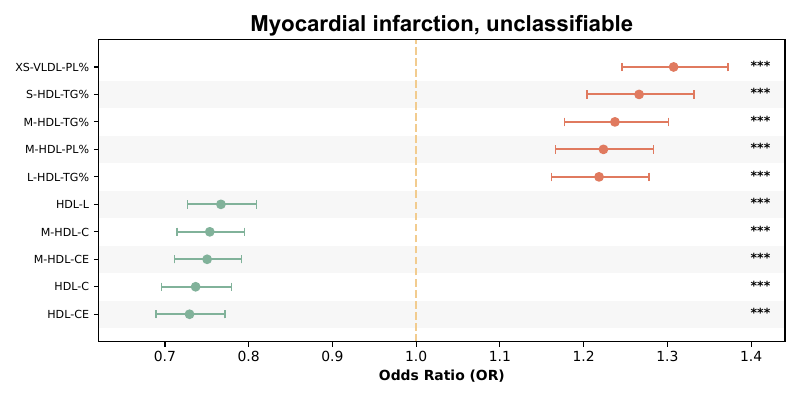 Myocardial infarction, unclassifiable
XS-VLDL-PL% ***
S-HDL-TG% ***
M-HDL-TG% ***
M-HDL-PL% ***
L-HDL-TG% ***
HDL-L ***
M-HDL-C ***
M-HDL-CE ***
HDL-C ***
HDL-CE ***
0.7 0.8 0.9 1.0 1.1 1.2 1.3 1.4
Odds Ratio (OR)